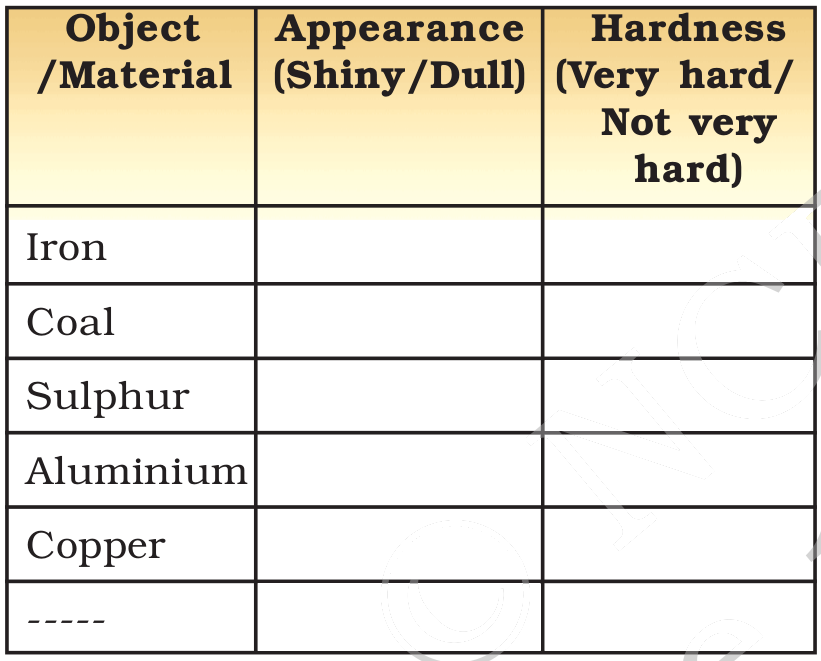 Object /Material
Appearance (Shiny/Dull)
Hardness (Very hard/ Not very hard)
Iron
Coal
Sulphur
Aluminium
Copper
-----